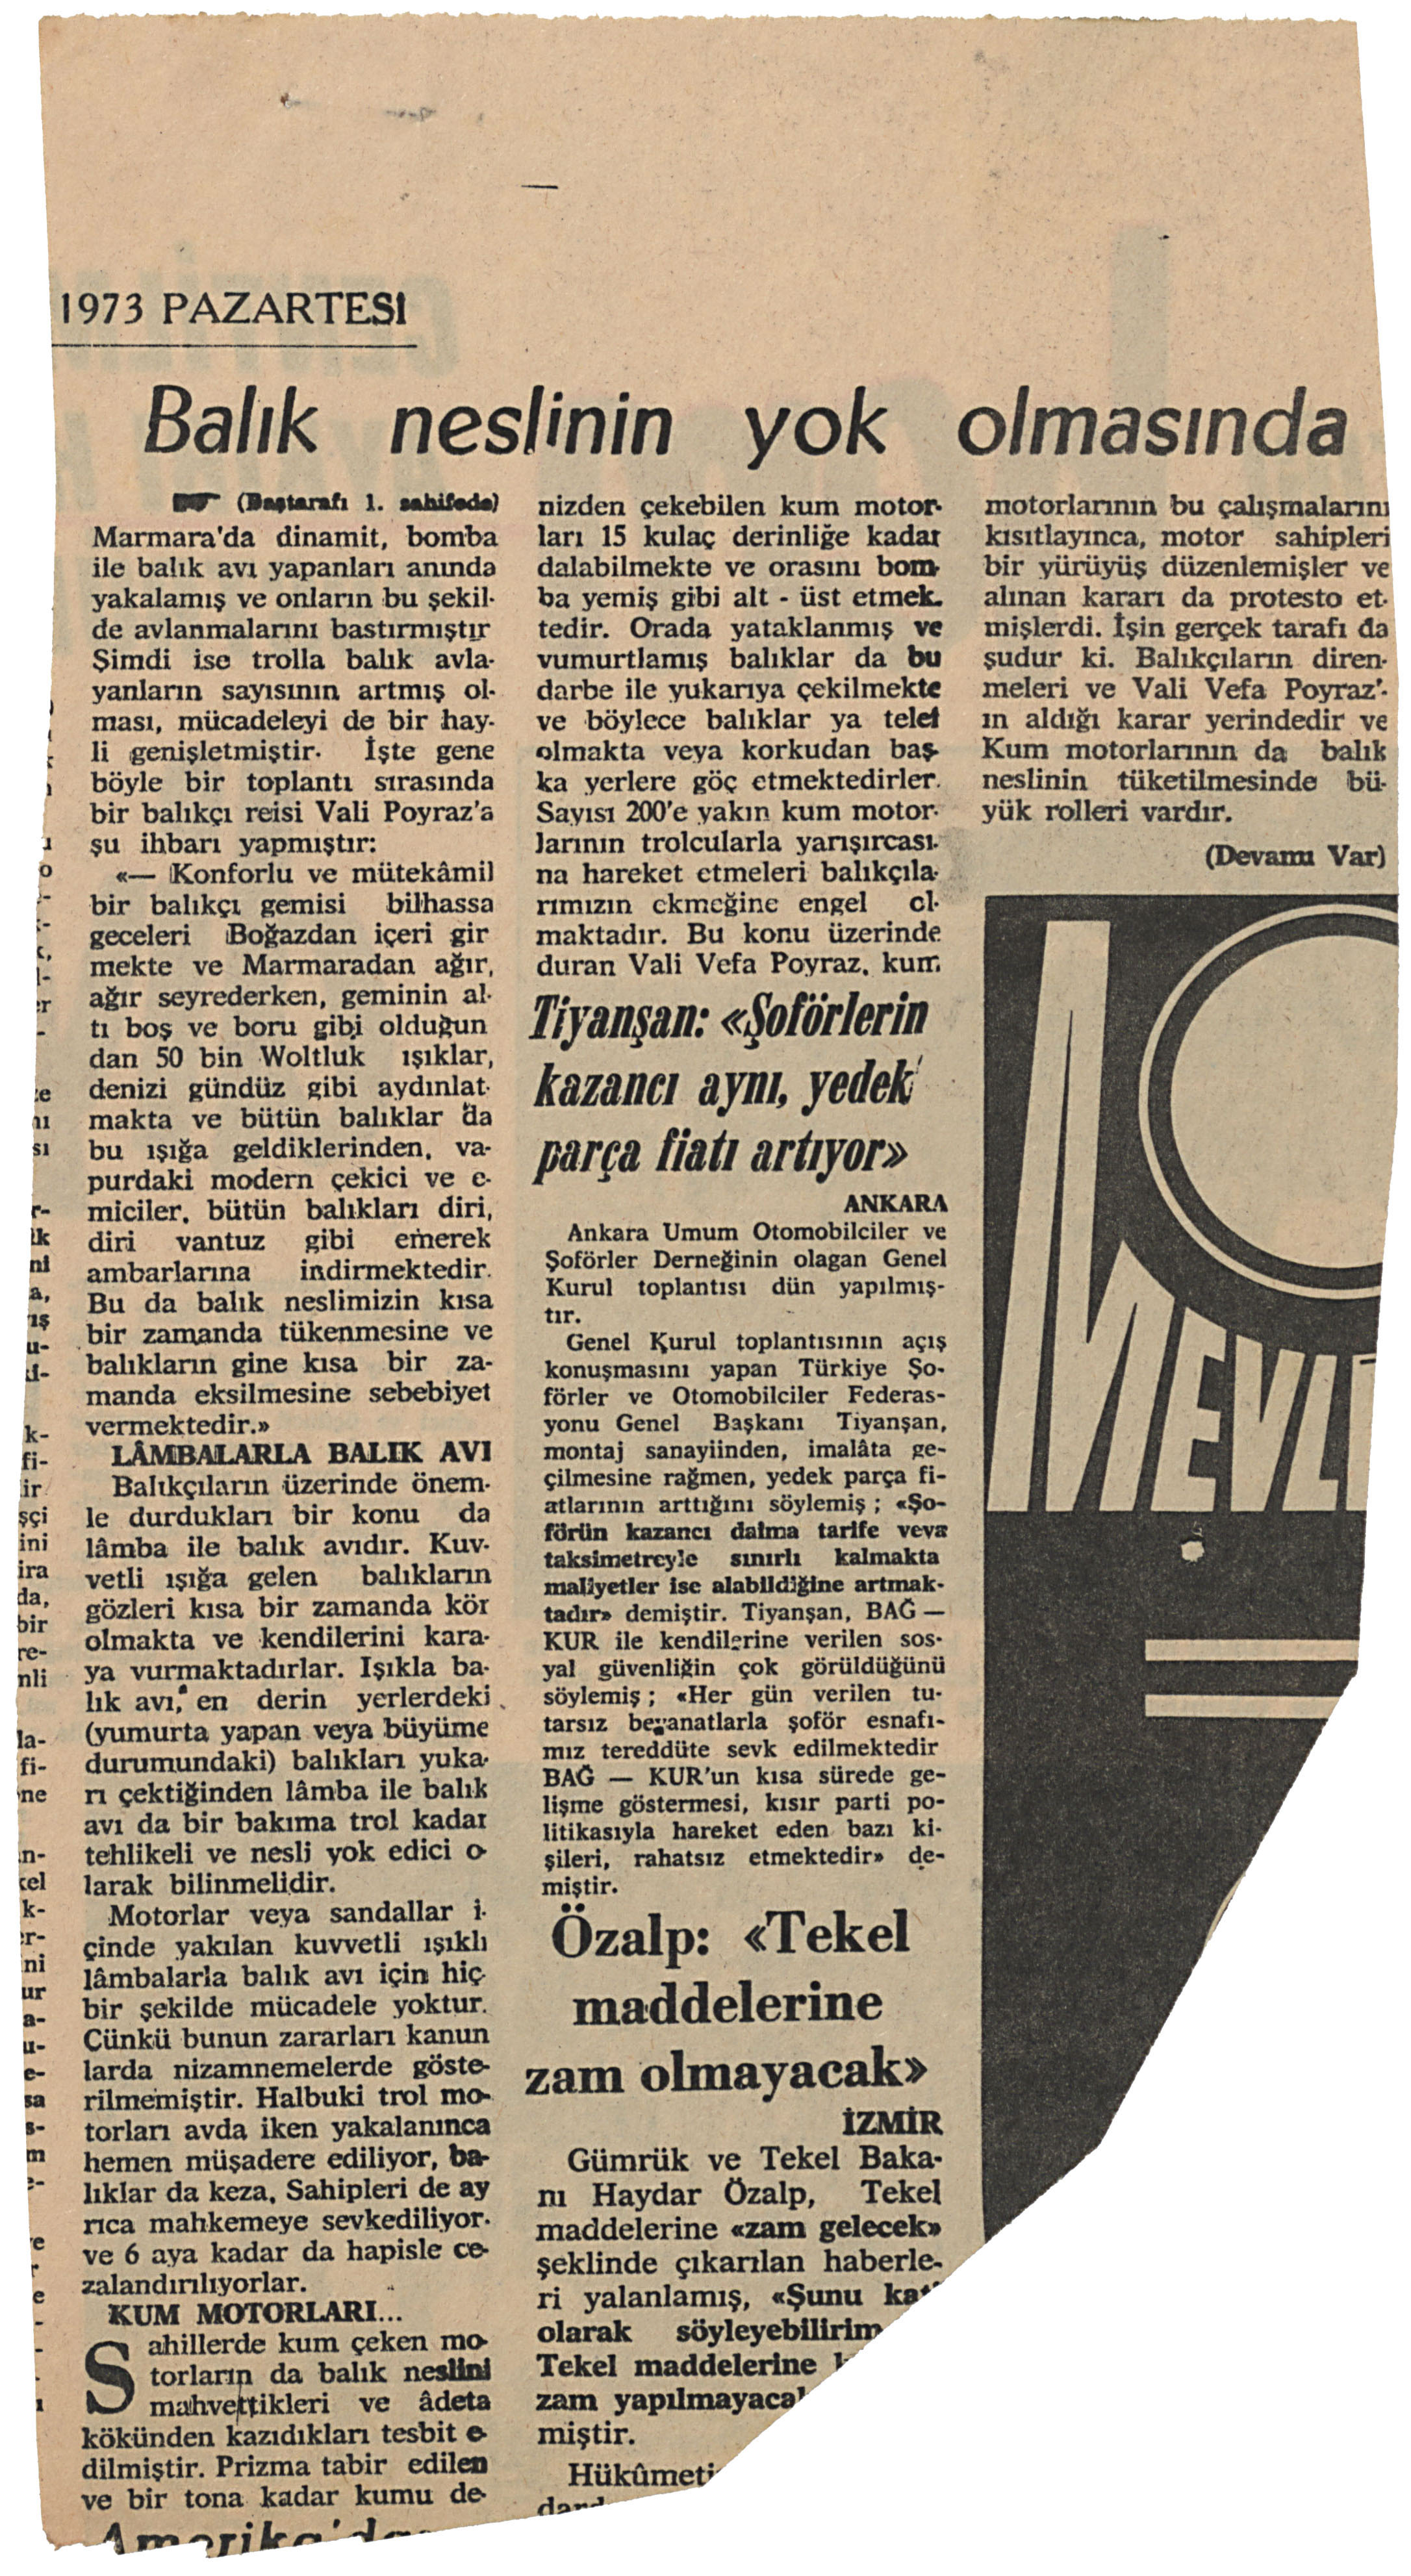 1973 PAZARTESI
Balık neslinin yok olmasında
(Baştarafı 1. sahifede)
Marmara'da dinamit, bomba
ile balık avı yapanları anında
yakalamış ve onların bu şekil-
de avlanmalarını bastırmıştır
Şimdi ise trolla balık avla-
yanların sayısının artmış ol-
ması, mücadeleyi de bir hay-
li genişletmiştir. İşte gene
böyle bir toplantı sırasında
bir balıkçı reisi Vali Poyraz'a
şu ihbarı yapmıştır:
«— Konforlu ve mütekâmil
bir balıkçı gemisi bilhassa
geceleri Boğazdan içeri gir
mekte ve Marmaradan ağır,
ağır seyrederken, geminin al-
tı boş ve boru gibi olduğun
dan 50 bin Woltluk ışıklar,
denizi gündüz gibi aydınlat-
makta ve bütün balıklar da
bu ışığa geldiklerinden, va-
purdaki modern çekici ve e-
miciler, bütün balıkları diri,
diri vantuz gibi emerek
ambarlarına indirmektedir.
Bu da balık neslimizin kısa
bir zamanda tükenmesine ve
balıkların gine kısa bir za-
manda eksilmesine sebebiyet
vermektedir.»
LÂMBALARLA BALIK AVI
Balıkçıların üzerinde önem-
le durdukları bir konu da
lâmba ile balık avıdır. Kuv-
vetli ışığa gelen balıkların
gözleri kısa bir zamanda kör
olmakta ve kendilerini kara-
ya vurmaktadırlar. Işıkla ba-
lık avı, en derin yerlerdeki
(yumurta yapan veya büyüme
durumundaki) balıkları yuka-
rı çektiğinden lâmba ile balık
avı da bir bakıma trol kadar
tehlikeli ve nesli yok edici o-
larak bilinmelidir.
Motorlar veya sandallar i-
çinde yakılan kuvvetli ışıklı
lâmbalarla balık avı için hiç-
bir şekilde mücadele yoktur.
Çünkü bunun zararları kanun
larda nizamnemelerde göste-
rilmemiştir. Halbuki trol mo-
torları avda iken yakalanınca
hemen müşadere ediliyor, ba-
lıklar da keza, Sahipleri de ay
rıca mahkemeye sevkediliyor.
ve 6 aya kadar da hapisle ce-
zalandırılıyorlar.
KUM MOTORLARI...
Sahillerde kum çeken mo-
torların da balık neslini
mahvettikleri ve âdeta
kökünden kazıdıkları tesbit e-
dilmiştir. Prizma tabir edilen
ve bir tona kadar kumu de-
nizden çekebilen kum motor-
ları 15 kulaç derinliğe kadar
dalabilmekte ve orasını bom-
ba yemiş gibi alt - üst etmek-
tedir. Orada yataklanmış ve
vumurtlamış balıklar da bu
darbe ile yukarıya çekilmekte
ve böylece balıklar ya telef
olmakta veya korkudan baş-
ka yerlere göç etmektedirler.
Sayısı 200'e yakın kum motor-
larının trolcularla yarışırcası-
na hareket etmeleri balıkçıla-
rımızın ekmeğine engel ol-
maktadır. Bu konu üzerinde
duran Vali Vefa Poyraz, kum
motorlarının bu çalışmalarını
kısıtlayınca, motor sahipleri
bir yürüyüş düzenlemişler ve
alınan kararı da protesto et-
mişlerdi. İşin gerçek tarafı da
şudur ki. Balıkçıların diren-
meleri ve Vali Vefa Poyraz'-
ın aldığı karar yerindedir ve
Kum motorlarının da balık
neslinin tüketilmesinde bü-
yük rolleri vardır.
(Devamı Var)
Tiyanşan: «Şoförlerin
kazancı aynı, yedek
parça fiatı artıyor»
ANKARA
Ankara Umum Otomobilciler ve
Şoförler Derneğinin olagan Genel
Kurul toplantısı dün yapılmış-
tır.
Genel Kurul toplantısının açış
konuşmasını yapan Türkiye Şo-
förler ve Otomobilciler Federas-
yonu Genel Başkanı Tiyanşan,
montaj sanayiinden, imalâta ge-
çilmesine rağmen, yedek parça fi-
atlarının arttığını söylemiş ; «Şo-
förün kazancı daima tarife veya
taksimetreyle sınırlı kalmakta
maliyetler ise alabildiğine artmak-
tadır» demiştir. Tiyanşan, BAĞ —
KUR ile kendilerine verilen sos-
yal güvenliğin çok görüldüğünü
söylemiş ; «Her gün verilen tu-
tarsız beyanatlarla şoför esnafı-
mız tereddüte sevk edilmektedir
BAĞ — KUR'un kısa sürede ge-
lişme göstermesi, kısır parti po-
litikasıyla hareket eden bazı ki-
şileri, rahatsız etmektedir» de-
miştir.
Özalp: «Tekel
maddelerine
zam olmayacak»
İZMİR
Gümrük ve Tekel Baka-
nı Haydar Özalp, Tekel
maddelerine «zam gelecek»
şeklinde çıkarılan haberle-
ri yalanlamış, «Şunu
olarak söyleyebilirim
Tekel maddelerine
zam
miştir.
MEVL